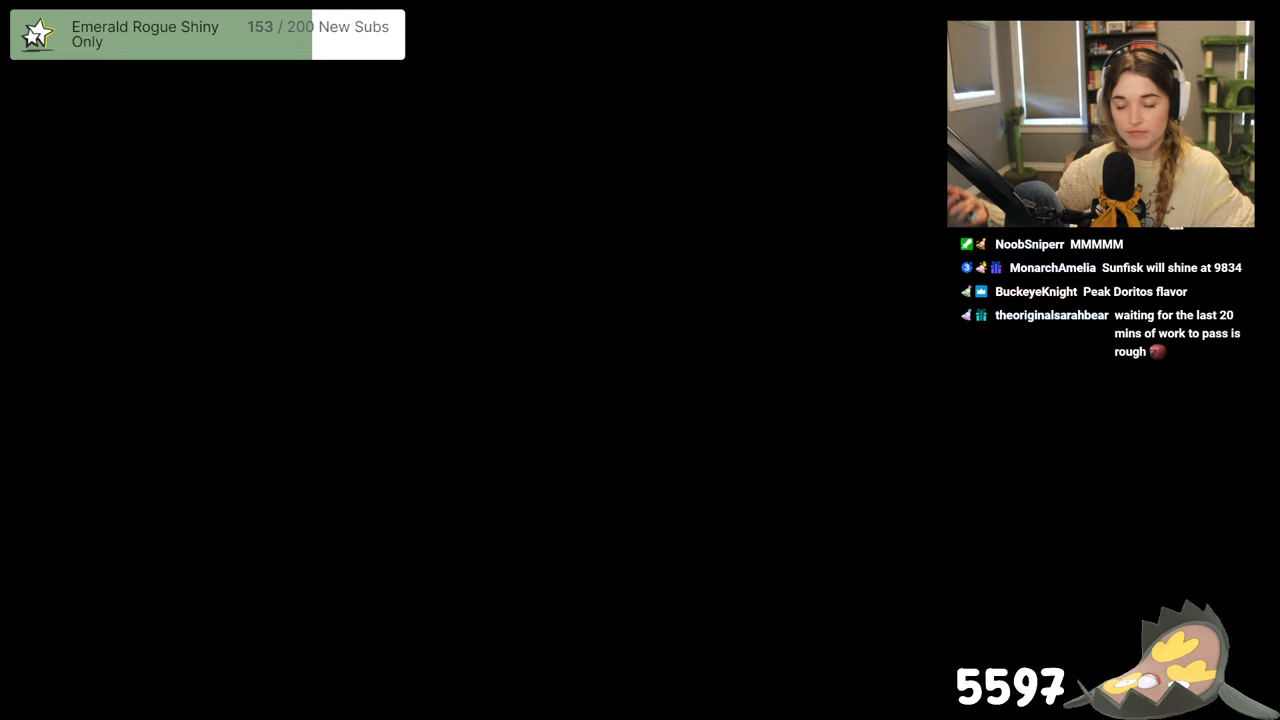 Emerald Rogue Shiny Only
153 / 200 New Subs
NoobSniperr MMMMM
3 MonarchAmelia Sunfisk will shine at 9834
BuckeyeKnight Peak Doritos flavor
theoriginalsarahbear waiting for the last 20
mins of work to pass is
rough
5597